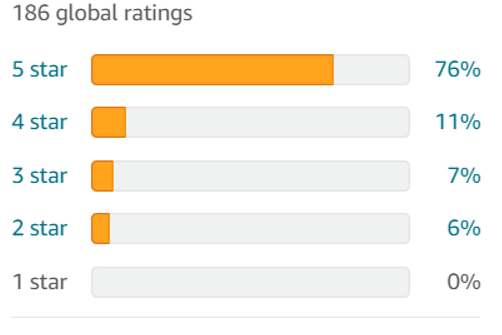 186 global ratings
5 star 76%
4 star 11%
3 star 7%
2 star 6%
1 star 0%